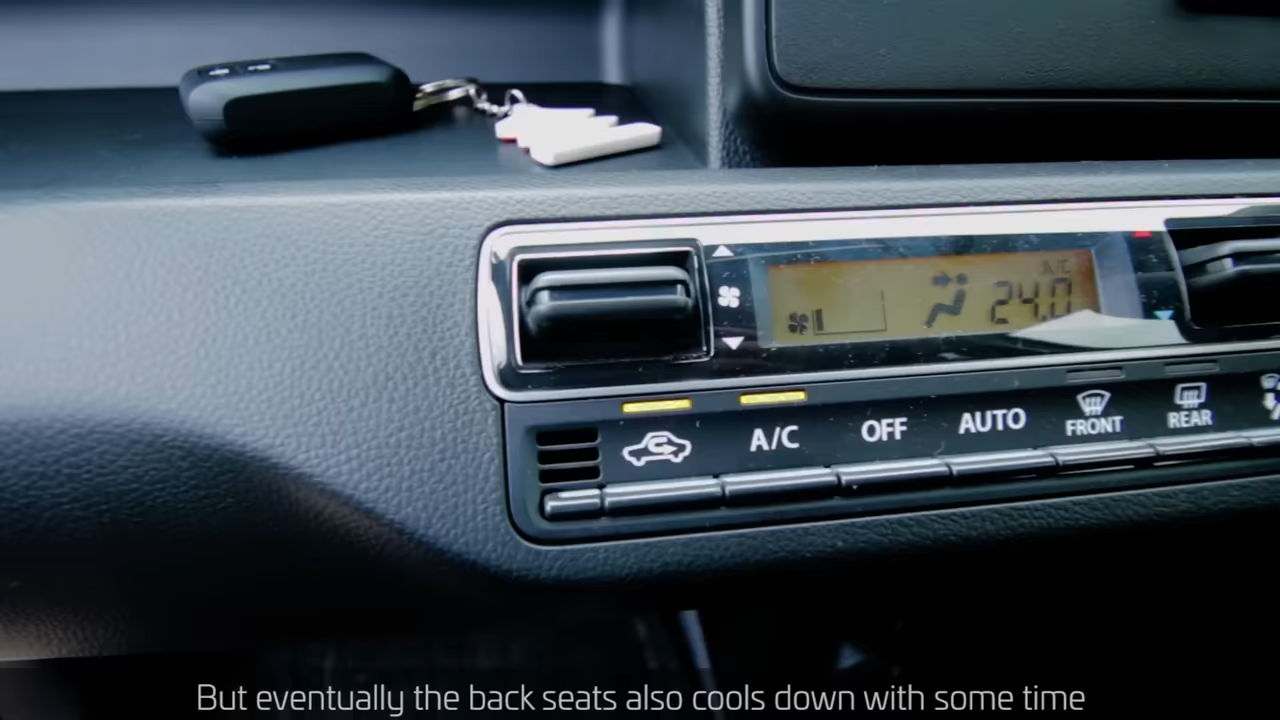 A/C
24.0
A/C
OFF
AUTO
FRONT
REAR
But eventually the back seats also cools down with some time